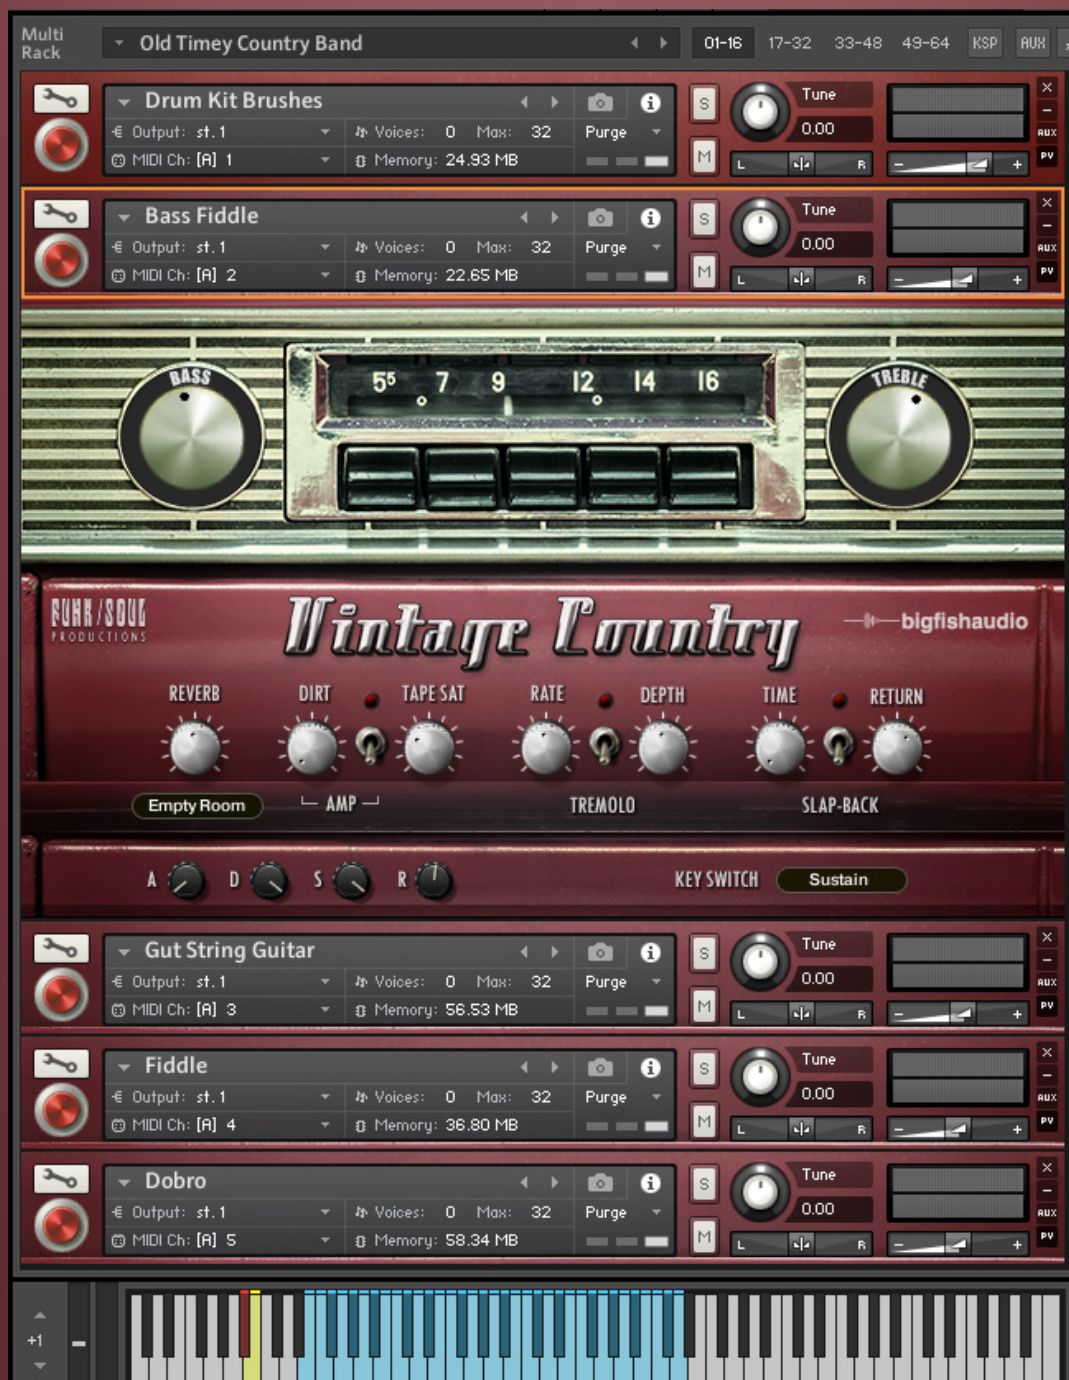 Multi Rack
Old Timey Country Band
01-16 17-32 33-48 49-64 KSP AUX
Drum Kit Brushes
i
S
Tune
x
Output: st.1
Voices: 0 Max: 32
Purge
0.00
–
AUX
MIDI Ch: [A] 1
Memory: 24.93 MB
M
L R
- +
PV
Bass Fiddle
i
S
Tune
x
Output: st.1
Voices: 0 Max: 32
Purge
0.00
–
AUX
MIDI Ch: [A] 2
Memory: 22.65 MB
M
L R
- +
PV
BASS
5⁵ 7 9 12 14 16
TREBLE
FUNK/SOUL
PRODUCTIONS
Vintage Country
bigfishaudio
REVERB DIRT TAPE SAT RATE DEPTH TIME RETURN
Empty Room AMP TREMOLO SLAP-BACK
A D S R KEY SWITCH Sustain
Gut String Guitar
i
S
Tune
x
Output: st.1
Voices: 0 Max: 32
Purge
0.00
–
AUX
MIDI Ch: [A] 3
Memory: 56.53 MB
M
L R
- +
PV
Fiddle
i
S
Tune
x
Output: st.1
Voices: 0 Max: 32
Purge
0.00
–
AUX
MIDI Ch: [A] 4
Memory: 36.80 MB
M
L R
- +
PV
Dobro
i
S
Tune
x
Output: st.1
Voices: 0 Max: 32
Purge
0.00
–
AUX
MIDI Ch: [A] 5
Memory: 58.34 MB
M
L R
- +
PV
+1
–